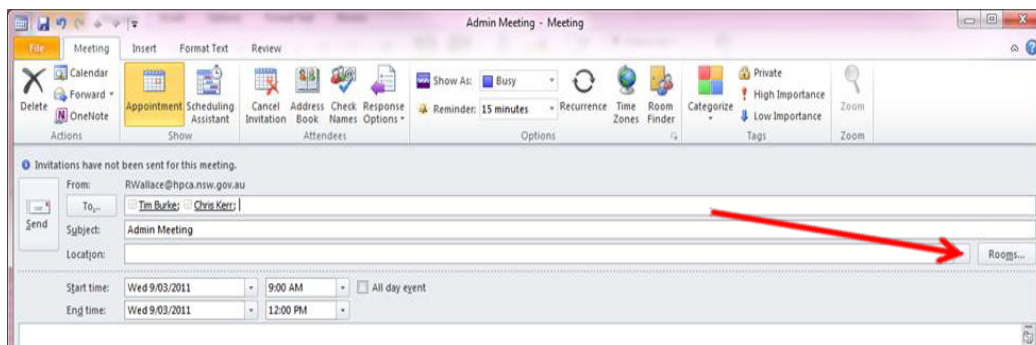 Admin Meeting - Meeting
File Meeting Insert Format Text Review
Delete
Calendar
Forward
OneNote
Actions
Appointment
Scheduling Assistant
Show
Cancel Invitation
Address Book
Check Names
Response Options
Attendees
Show As: Busy
Reminder: 15 minutes
Recurrence
Time Zones
Room Finder
Options
Categorize
Private
High Importance
Low Importance
Tags
Zoom
Zoom
Invitations have not been sent for this meeting.
Send
From: RWallace@hpca.nsw.gov.au
To... Tim Burke; Chris Kerr;
Subject: Admin Meeting
Location: Rooms...
Start time: Wed 9/03/2011 9:00 AM All day event
End time: Wed 9/03/2011 12:00 PM